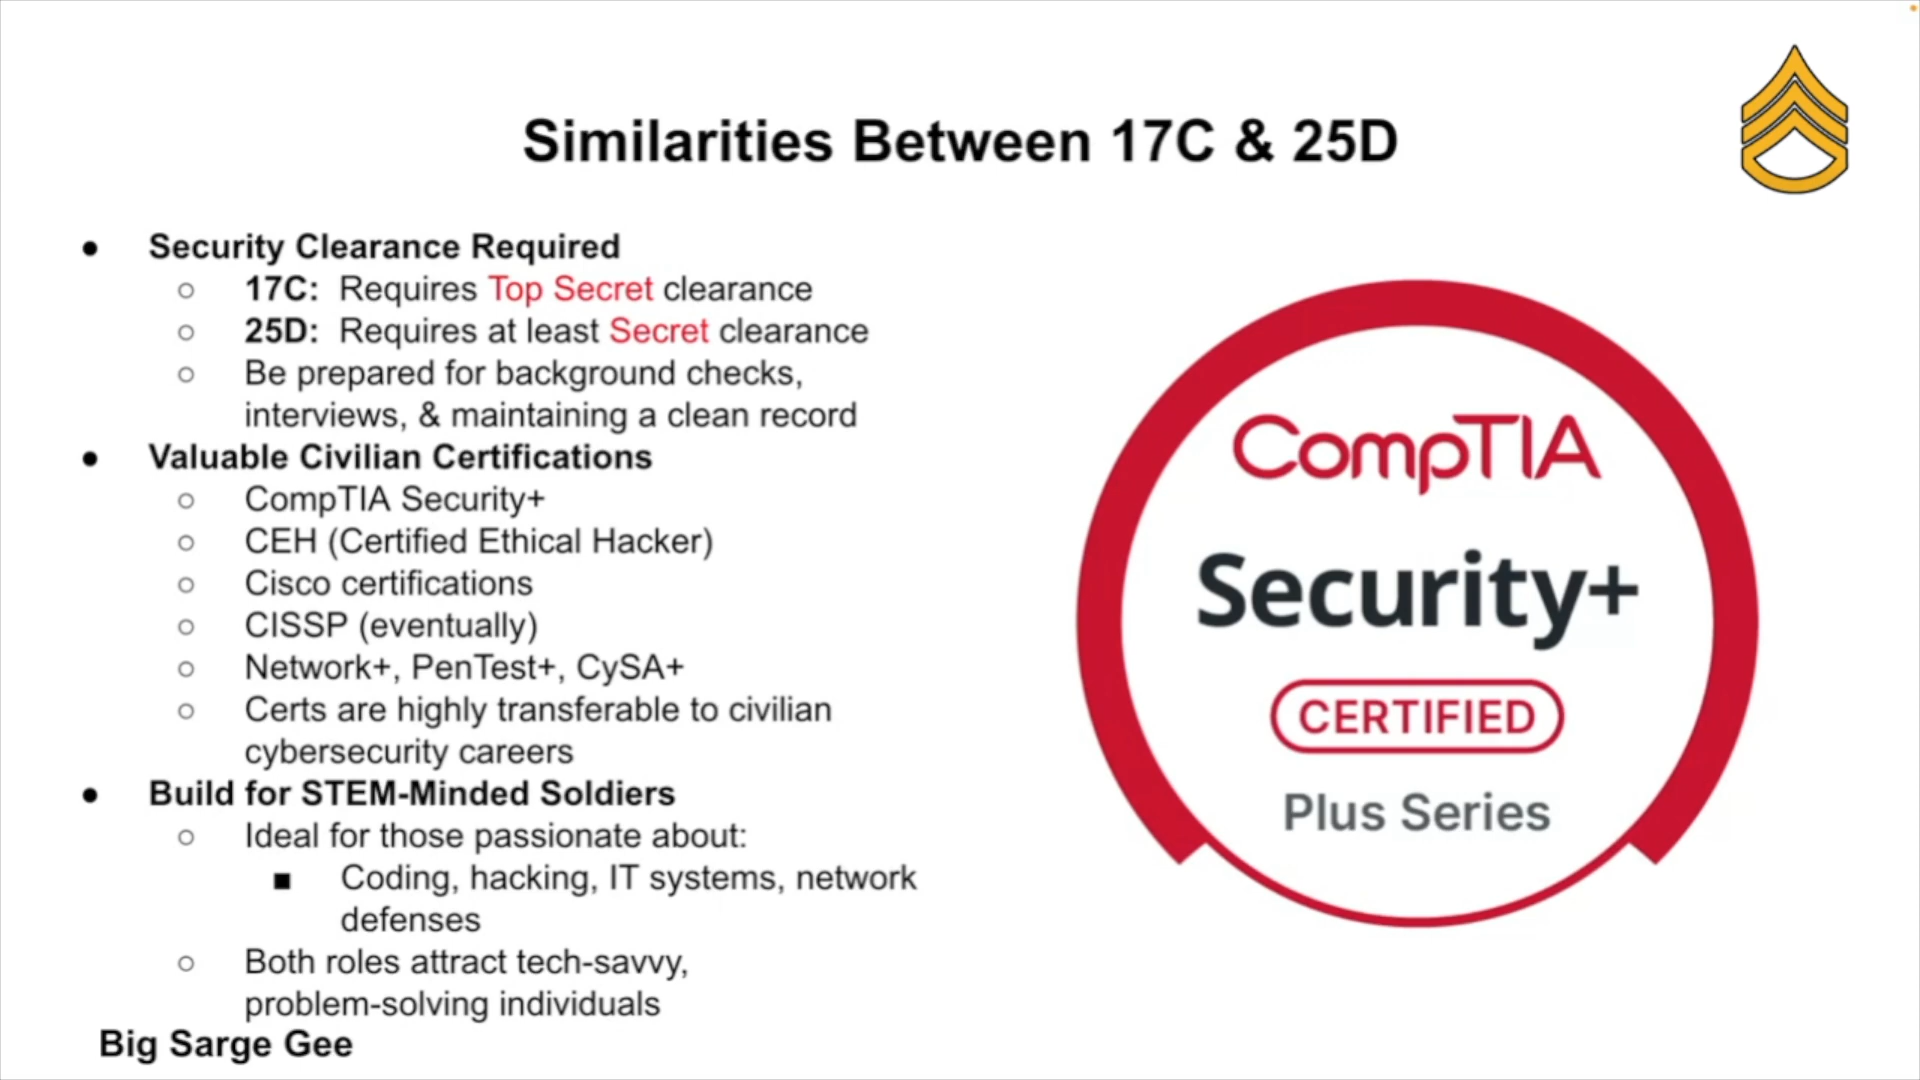 Similarities Between 17C & 25D
● Security Clearance Required
○ 17C: Requires Top Secret clearance
○ 25D: Requires at least Secret clearance
○ Be prepared for background checks,
interviews, & maintaining a clean record
● Valuable Civilian Certifications
○ CompTIA Security+
○ CEH (Certified Ethical Hacker)
○ Cisco certifications
○ CISSP (eventually)
○ Network+, PenTest+, CySA+
○ Certs are highly transferable to civilian
cybersecurity careers
● Build for STEM-Minded Soldiers
○ Ideal for those passionate about:
■ Coding, hacking, IT systems, network
defenses
○ Both roles attract tech-savvy,
problem-solving individuals
Big Sarge Gee
CompTIA
Security+
CERTIFIED
Plus Series